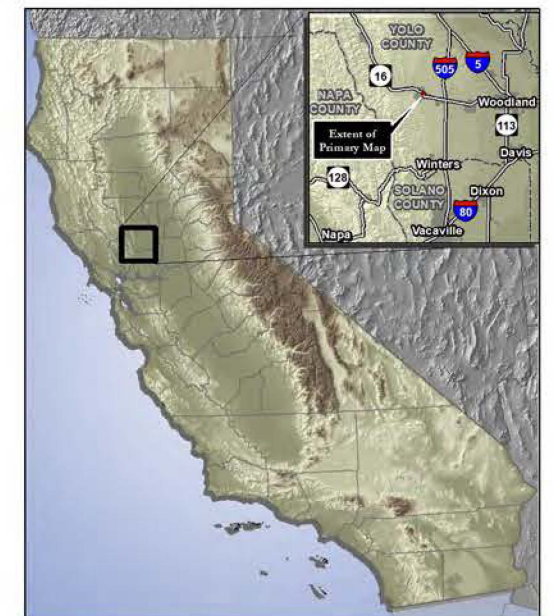 YOLO
COUNTY
505
5
16
NAPA
COUNTY
Woodland
113
Extent of
Primary Map
Davis
Winters
128
SOLANO
COUNTY
Dixon
80
Napa
Vacaville